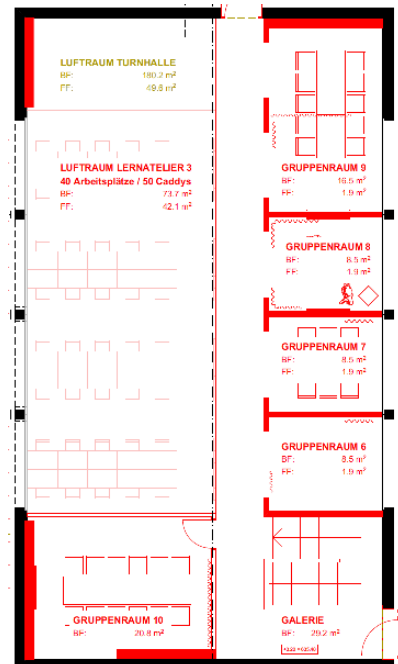 LUFTRAUM TURNHALLE
BF: 180.2 m²
FF: 49.8 m²
LUFTRAUM LERNATELIER 3
40 Arbeitsplätze / 50 Caddys
BF: 73.7 m²
FF: 42.1 m²
GRUPPENRAUM 9
BF: 16.5 m²
FF: 1.9 m²
GRUPPENRAUM 8
BF: 8.5 m²
FF: 1.9 m²
GRUPPENRAUM 7
BF: 8.5 m²
FF: 1.9 m²
GRUPPENRAUM 6
BF: 8.5 m²
FF: 1.9 m²
GRUPPENRAUM 10
BF: 20.8 m²
GALERIE
BF: 29.2 m²